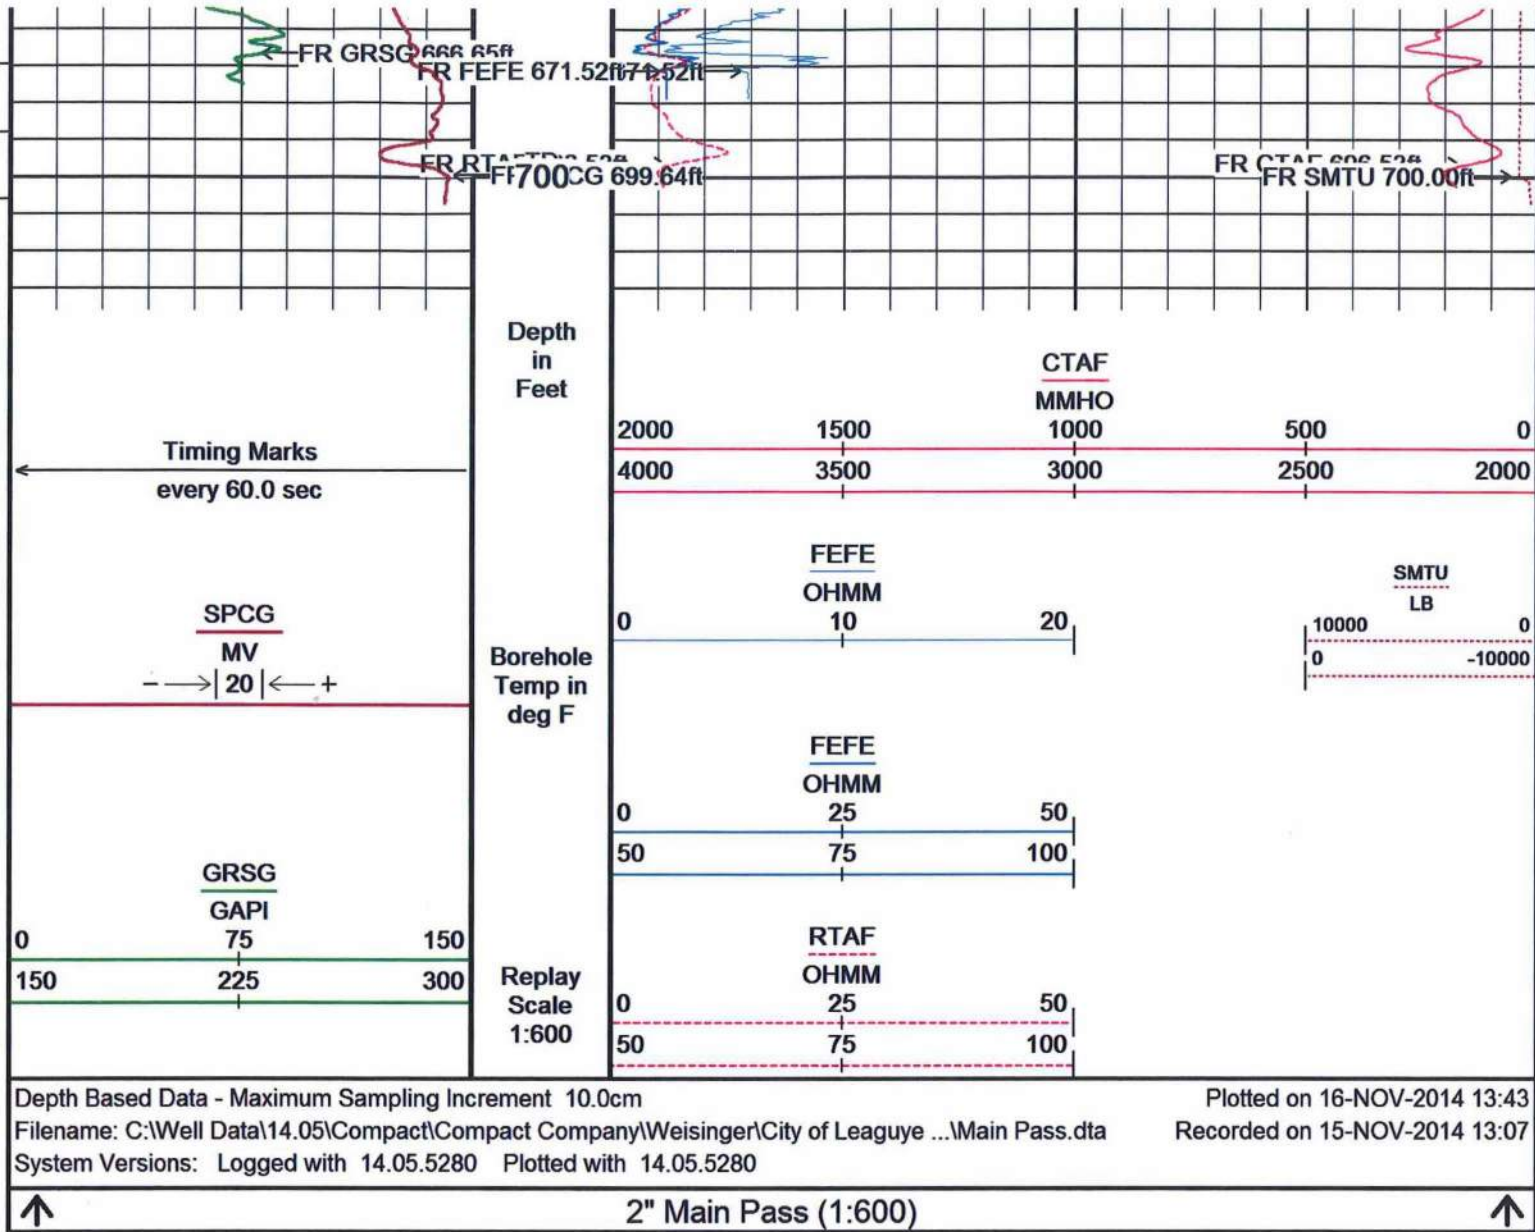 FR GRSG 666.65ft
FR FEFE 671.52ft
71.52ft
FR CTAF 696.52ft
700
CG 699.64ft
FR SMTU 700.00ft
Depth
in
Feet
CTAF
MMHO
2000 1500 1000 500 0
4000 3500 3000 2500 2000
Timing Marks
every 60.0 sec
FEFE
OHMM
0 10 20
SMTU
LB
10000 0
0 -10000
SPCG
MV
- 20 +
Borehole
Temp in
deg F
FEFE
OHMM
0 25 50
50 75 100
GRSG
GAPI
0 75 150
150 225 300
RTAF
OHMM
0 25 50
50 75 100
Replay
Scale
1:600
Depth Based Data - Maximum Sampling Increment 10.0cm Plotted on 16-NOV-2014 13:43
Filename: C:\Well Data\14.05\Compact\Compact Company\Weisinger\City of Leaguye ...\Main Pass.dta Recorded on 15-NOV-2014 13:07
System Versions: Logged with 14.05.5280 Plotted with 14.05.5280
2" Main Pass (1:600)